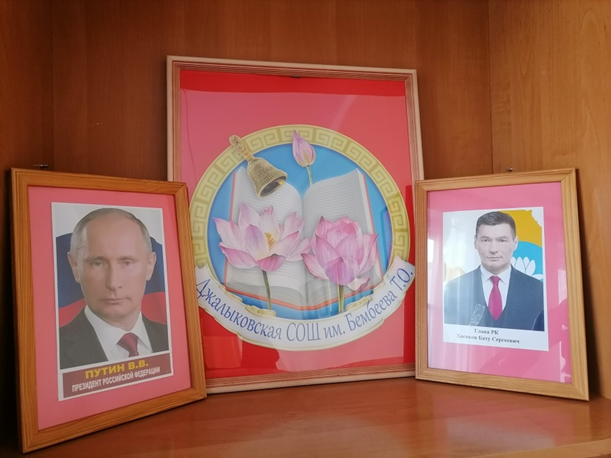 ПУТИН В.В.
ПРЕЗИДЕНТ РОССИЙСКОЙ ФЕДЕРАЦИИ
Джалыковская СОШ им. Бембеева Т.О.
Глава РК
Хасиков Бату Сергеевич